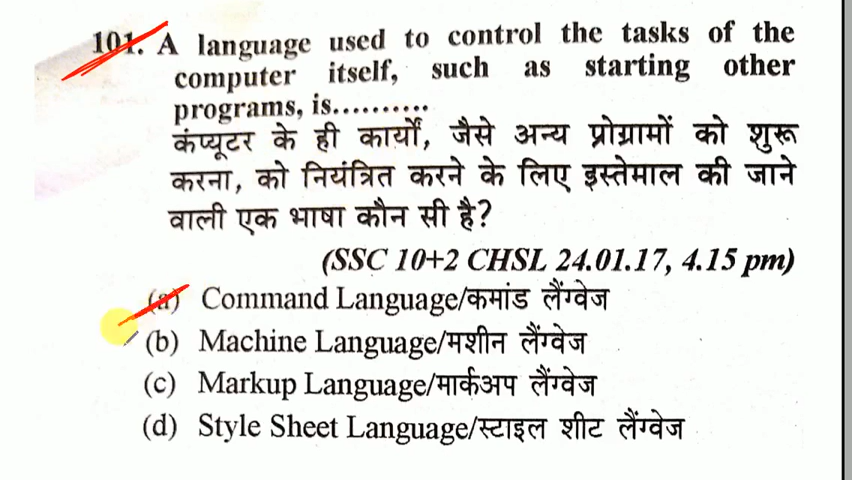 101. A language used to control the tasks of the
computer itself, such as starting other
programs, is..........
कंप्यूटर के ही कार्यों, जैसे अन्य प्रोग्रामों को शुरू
करना, को नियंत्रित करने के लिए इस्तेमाल की जाने
वाली एक भाषा कौन सी है?
(SSC 10+2 CHSL 24.01.17, 4.15 pm)
(a) Command Language/कमांड लैंग्वेज
(b) Machine Language/मशीन लैंग्वेज
(c) Markup Language/मार्कअप लैंग्वेज
(d) Style Sheet Language/स्टाइल शीट लैंग्वेज